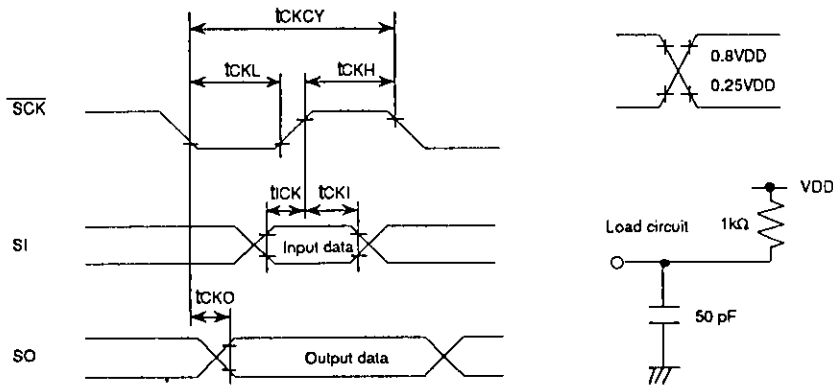 tCKCY
tCKL
tCKH
SCK
tICK
tCKI
SI
Input data
tCKO
SO
Output data
0.8VDD
0.25VDD
VDD
Load circuit
1kΩ
50 pF